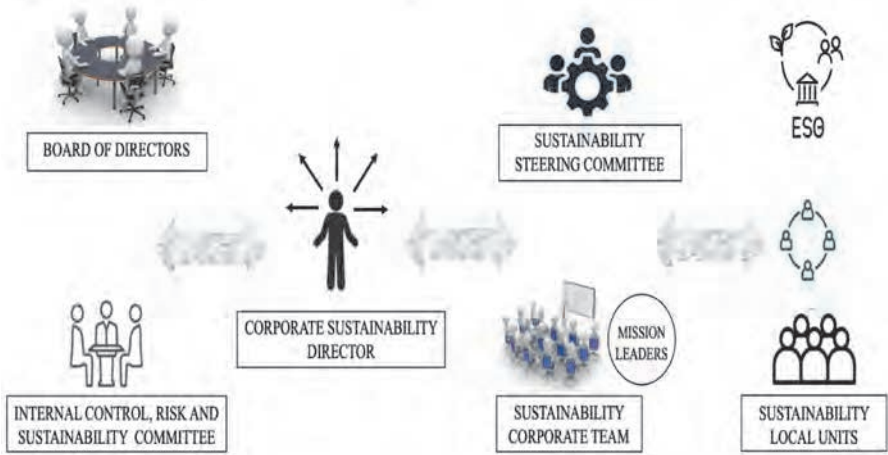 BOARD OF DIRECTORS
SUSTAINABILITY
STEERING COMMITTEE
ESG
CORPORATE SUSTAINABILITY
DIRECTOR
MISSION
LEADERS
INTERNAL CONTROL, RISK AND
SUSTAINABILITY COMMITTEE
SUSTAINABILITY
CORPORATE TEAM
SUSTAINABILITY
LOCAL UNITS